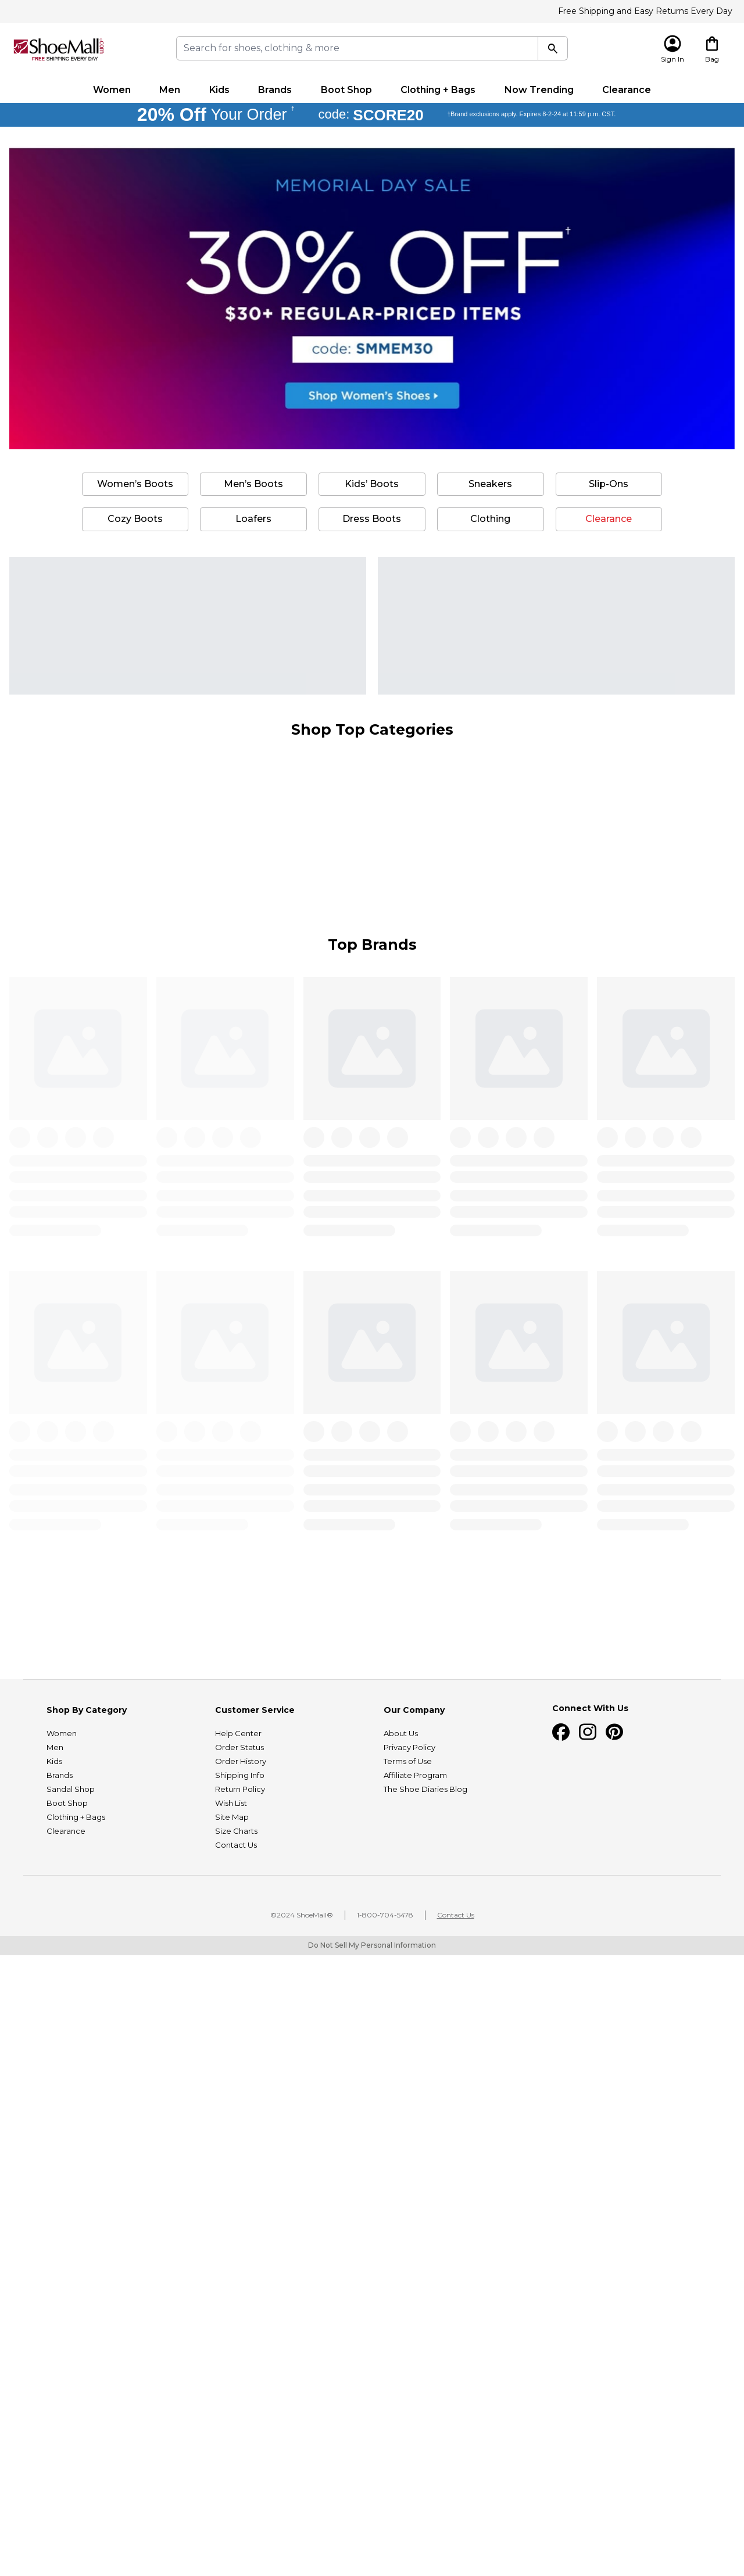 Free Shipping and Easy Returns Every Day
ShoeMall.com
FREE SHIPPING EVERY DAY
Search for shoes, clothing & more
Sign In
Bag
Women Men Kids Brands Boot Shop Clothing + Bags Now Trending Clearance
20% Off Your Order † code: SCORE20 †Brand exclusions apply. Expires 8-2-24 at 11:59 p.m. CST.
MEMORIAL DAY SALE
30% OFF†
$30+ REGULAR-PRICED ITEMS
code: SMMEM30
Shop Women's Shoes
Women's Boots Men's Boots Kids' Boots Sneakers Slip-Ons
Cozy Boots Loafers Dress Boots Clothing Clearance
Shop Top Categories
Top Brands
Shop By Category
Women
Men
Kids
Brands
Sandal Shop
Boot Shop
Clothing + Bags
Clearance
Customer Service
Help Center
Order Status
Order History
Shipping Info
Return Policy
Wish List
Site Map
Size Charts
Contact Us
Our Company
About Us
Privacy Policy
Terms of Use
Affiliate Program
The Shoe Diaries Blog
Connect With Us
©2024 ShoeMall® 1-800-704-5478 Contact Us
Do Not Sell My Personal Information